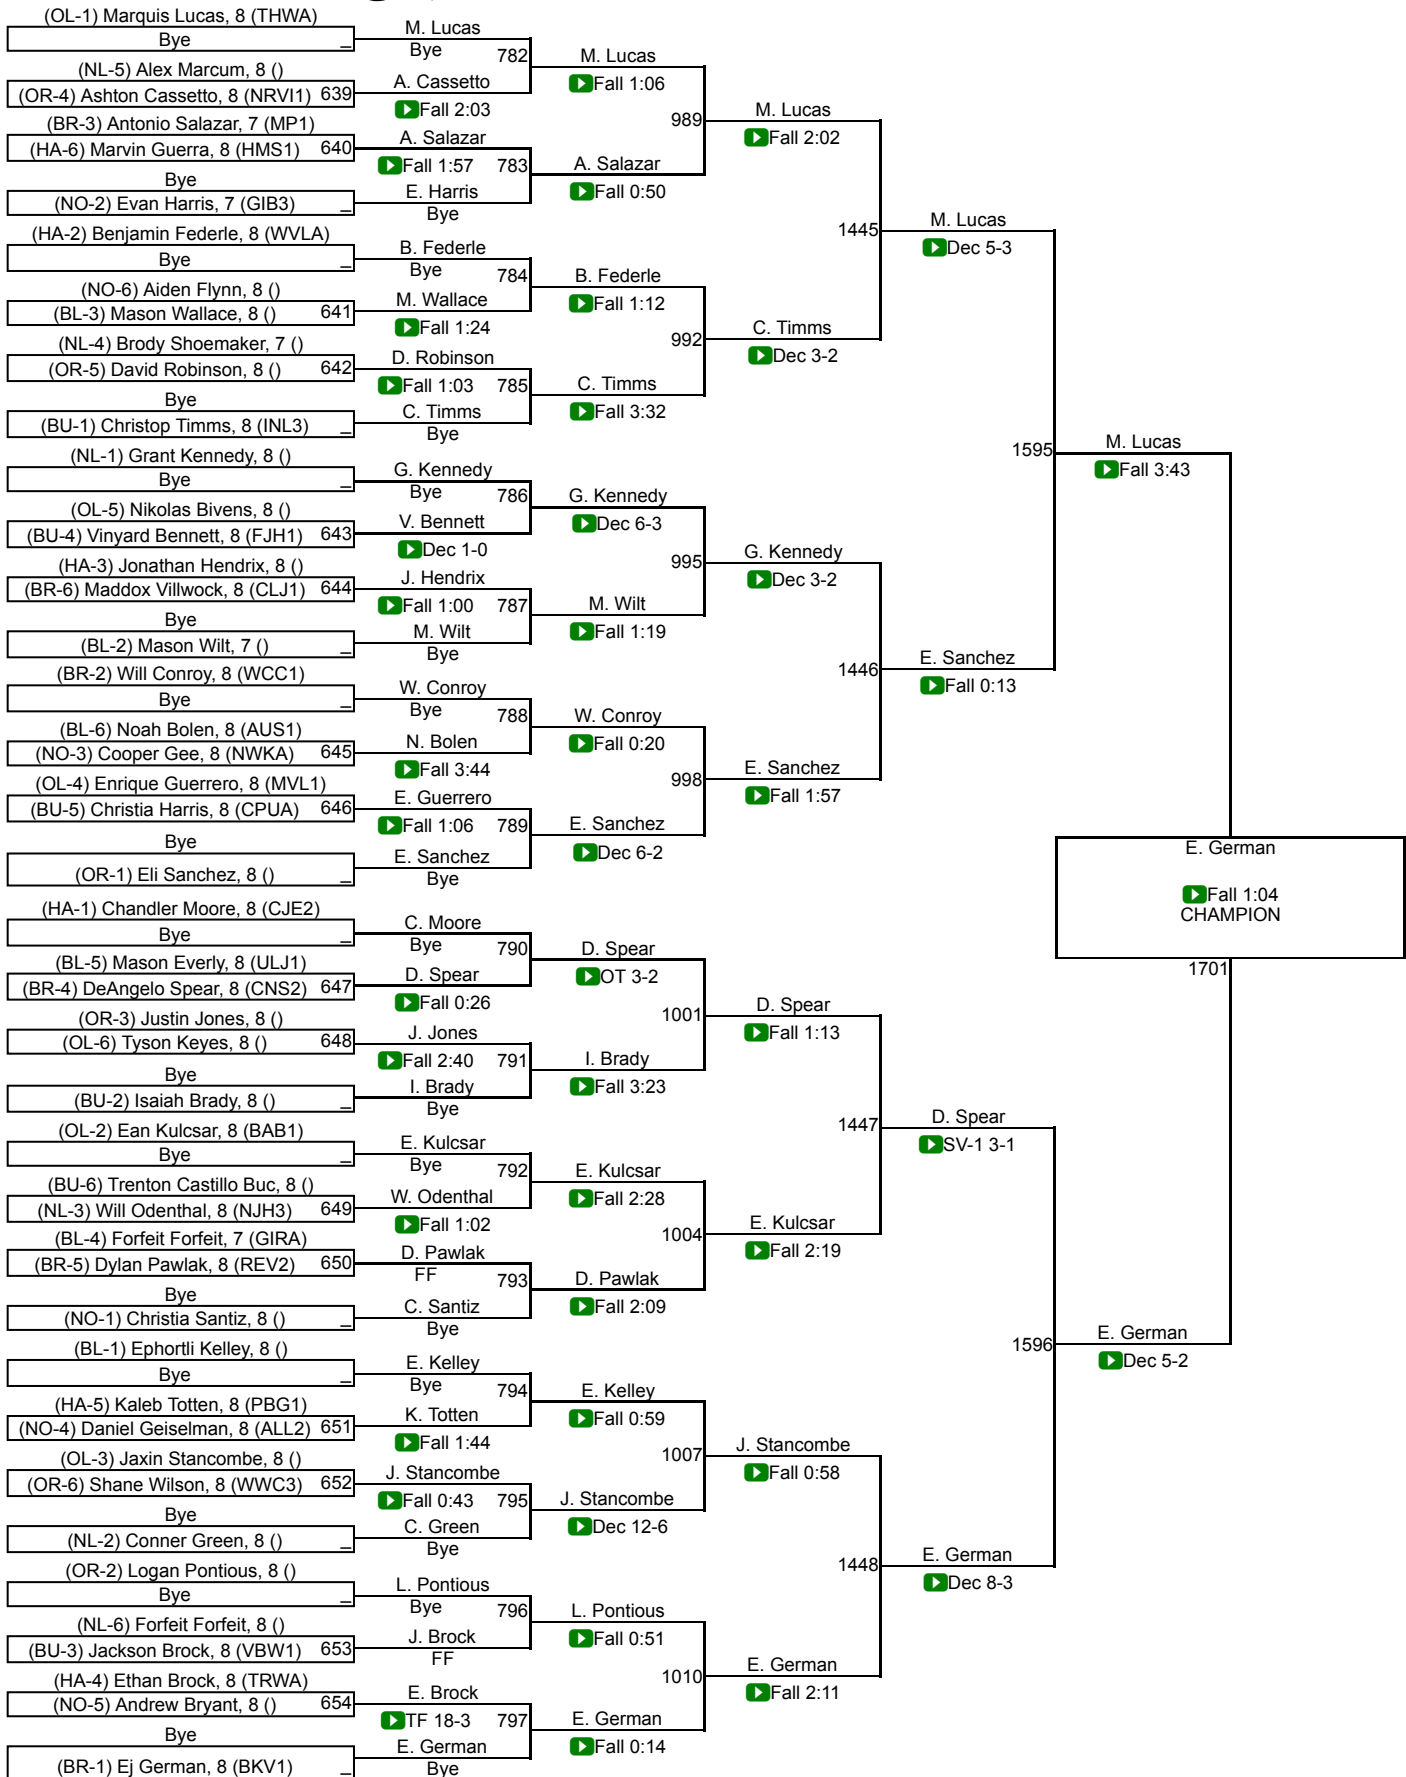 (OL-1) Marquis Lucas, 8 (THWA)
Bye _
(NL-5) Alex Marcum, 8 ()
(OR-4) Ashton Cassetto, 8 (NRVI1) 639
(BR-3) Antonio Salazar, 7 (MP1)
(HA-6) Marvin Guerra, 8 (HMS1) 640
Bye
(NO-2) Evan Harris, 7 (GIB3) _
(HA-2) Benjamin Federle, 8 (WVLA)
Bye _
(NO-6) Aiden Flynn, 8 ()
(BL-3) Mason Wallace, 8 () 641
(NL-4) Brody Shoemaker, 7 ()
(OR-5) David Robinson, 8 () 642
Bye
(BU-1) Christop Timms, 8 (INL3) _
(NL-1) Grant Kennedy, 8 ()
Bye _
(OL-5) Nikolas Bivens, 8 ()
(BU-4) Vinyard Bennett, 8 (FJH1) 643
(HA-3) Jonathan Hendrix, 8 ()
(BR-6) Maddox Villwock, 8 (CLJ1) 644
Bye
(BL-2) Mason Wilt, 7 () _
(BR-2) Will Conroy, 8 (WCC1)
Bye _
(BL-6) Noah Bolen, 8 (AUS1)
(NO-3) Cooper Gee, 8 (NWKA) 645
(OL-4) Enrique Guerrero, 8 (MVL1)
(BU-5) Christia Harris, 8 (CPUA) 646
Bye
(OR-1) Eli Sanchez, 8 () _
(HA-1) Chandler Moore, 8 (CJE2)
Bye _
(BL-5) Mason Everly, 8 (ULJ1)
(BR-4) DeAngelo Spear, 8 (CNS2) 647
(OR-3) Justin Jones, 8 ()
(OL-6) Tyson Keyes, 8 () 648
Bye
(BU-2) Isaiah Brady, 8 () _
(OL-2) Ean Kulcsar, 8 (BAB1)
Bye _
(BU-6) Trenton Castillo Buc, 8 ()
(NL-3) Will Odenthal, 8 (NJH3) 649
(BL-4) Forfeit Forfeit, 7 (GIRA)
(BR-5) Dylan Pawlak, 8 (REV2) 650
Bye
(NO-1) Christia Santiz, 8 () _
(BL-1) Ephortli Kelley, 8 ()
Bye _
(HA-5) Kaleb Totten, 8 (PBG1)
(NO-4) Daniel Geiselman, 8 (ALL2) 651
(OL-3) Jaxin Stancombe, 8 ()
(OR-6) Shane Wilson, 8 (WWC3) 652
Bye
(NL-2) Conner Green, 8 () _
(OR-2) Logan Pontious, 8 ()
Bye _
(NL-6) Forfeit Forfeit, 8 ()
(BU-3) Jackson Brock, 8 (VBW1) 653
(HA-4) Ethan Brock, 8 (TRWA)
(NO-5) Andrew Bryant, 8 () 654
Bye
(BR-1) Ej German, 8 (BKV1) _
M. Lucas
Bye 782
A. Cassetto
Fall 2:03
A. Salazar
Fall 1:57 783
E. Harris
Bye
B. Federle
Bye 784
M. Wallace
Fall 1:24
D. Robinson
Fall 1:03 785
C. Timms
Bye
G. Kennedy
Bye 786
V. Bennett
Dec 1-0
J. Hendrix
Fall 1:00 787
M. Wilt
Bye
W. Conroy
Bye 788
N. Bolen
Fall 3:44
E. Guerrero
Fall 1:06 789
E. Sanchez
Bye
C. Moore
Bye 790
D. Spear
Fall 0:26
J. Jones
Fall 2:40 791
I. Brady
Bye
E. Kulcsar
Bye 792
W. Odenthal
Fall 1:02
D. Pawlak
FF 793
C. Santiz
Bye
E. Kelley
Bye 794
K. Totten
Fall 1:44
J. Stancombe
Fall 0:43 795
C. Green
Bye
L. Pontious
Bye 796
J. Brock
FF
E. Brock
TF 18-3 797
E. German
Bye
M. Lucas
Fall 1:06
989
A. Salazar
Fall 0:50
B. Federle
Fall 1:12
992
C. Timms
Fall 3:32
G. Kennedy
Dec 6-3
995
M. Wilt
Fall 1:19
W. Conroy
Fall 0:20
998
E. Sanchez
Dec 6-2
D. Spear
OT 3-2
1001
I. Brady
Fall 3:23
E. Kulcsar
Fall 2:28
1004
D. Pawlak
Fall 2:09
E. Kelley
Fall 0:59
1007
J. Stancombe
Dec 12-6
L. Pontious
Fall 0:51
1010
E. German
Fall 0:14
M. Lucas
Fall 2:02
1445
C. Timms
Dec 3-2
G. Kennedy
Dec 3-2
1446
E. Sanchez
Fall 1:57
D. Spear
Fall 1:13
1447
E. Kulcsar
Fall 2:19
J. Stancombe
Fall 0:58
1448
E. German
Fall 2:11
M. Lucas
Dec 5-3
1595
E. Sanchez
Fall 0:13
D. Spear
SV-1 3-1
1596
E. German
Dec 8-3
M. Lucas
Fall 3:43
E. German
Fall 1:04
CHAMPION
1701
E. German
Dec 5-2